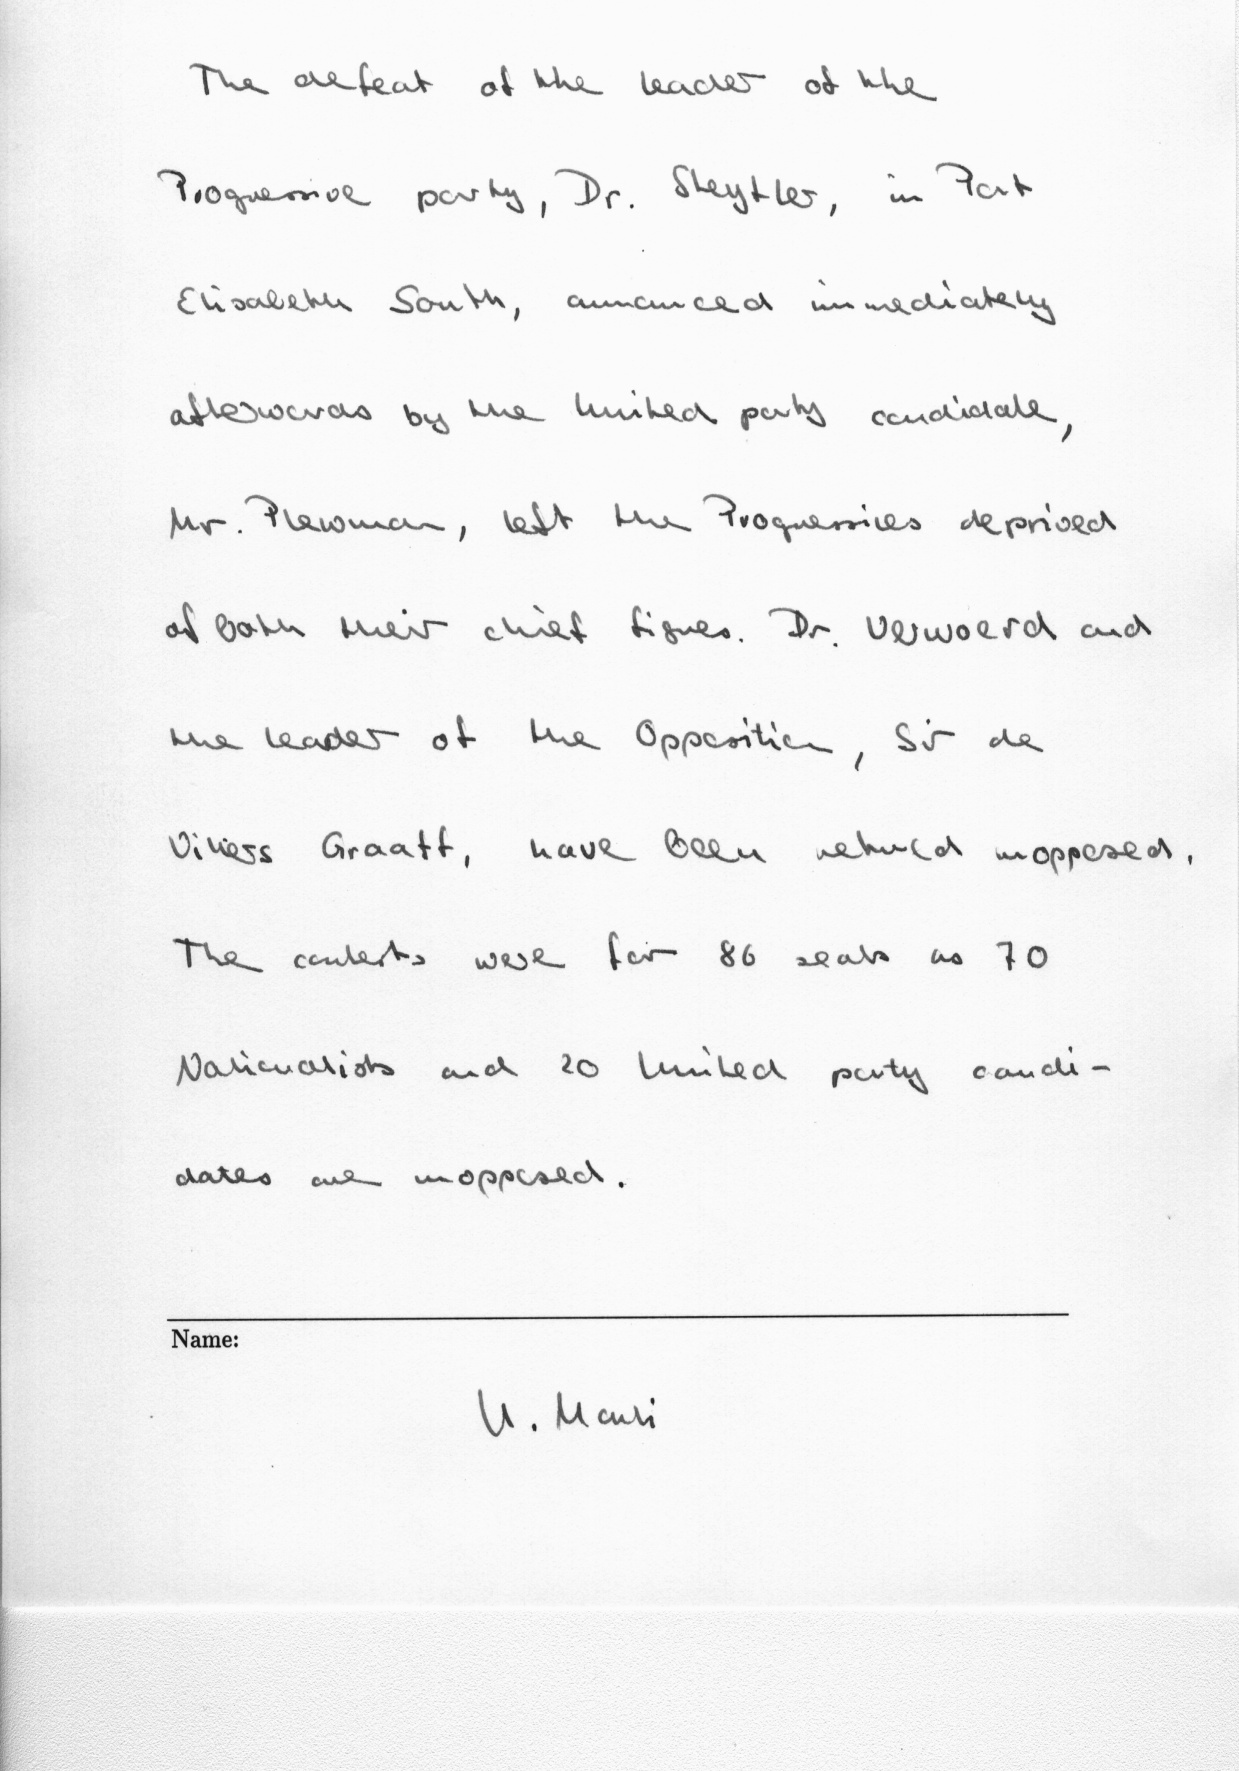 The defeat of the leader of the
Progressive party, Dr. Steytler, in Port
Elisabeth South, announced immediately
afterwards by the United party candidate,
Mr. Plewman, left the Progressives deprived
of both their chief figures. Dr. Verwoerd and
the leader of the Opposition, Sir de
Villiers Graaff, have been returned unopposed.
The contests were for 86 seats as 70
Nationalists and 20 United party candi-
dates are unopposed.
Name:
U.